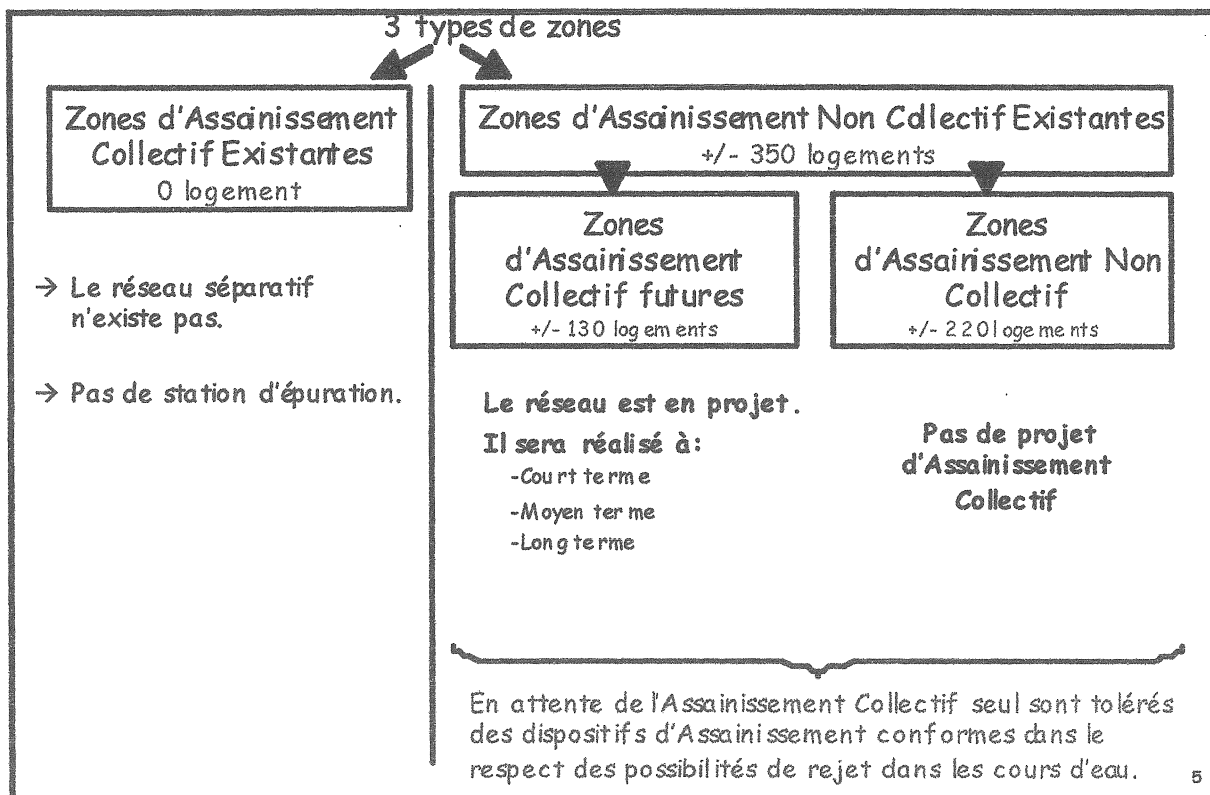 3 types de zones
Zones d'Assainissement
Collectif Existantes
0 logement
→ Le réseau séparatif
n'existe pas.
→ Pas de station d'épuration.
Zones d'Assainissement Non Collectif Existantes
+/- 350 logements
Zones
d'Assainissement
Collectif futures
+/- 130 logements
Le réseau est en projet.
Il sera réalisé à:
-Court terme
-Moyen terme
-Long terme
Zones
d'Assainissement Non
Collectif
+/- 220 logements
Pas de projet
d'Assainissement
Collectif
En attente de l'Assainissement Collectif seul sont tolérés
des dispositifs d'Assainissement conformes dans le
respect des possibilités de rejet dans les cours d'eau.
5